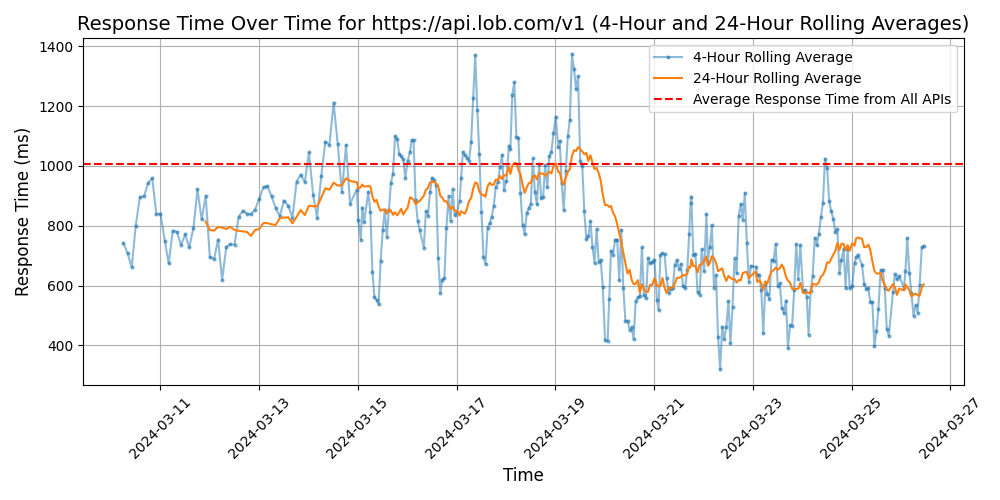 Response Time Over Time for https://api.lob.com/v1 (4-Hour and 24-Hour Rolling Averages)
4-Hour Rolling Average
24-Hour Rolling Average
Average Response Time from All APIs
Response Time (ms)
1400
1200
1000
800
600
400
2024-03-11
2024-03-13
2024-03-15
2024-03-17
2024-03-19
2024-03-21
2024-03-23
2024-03-25
2024-03-27
Time